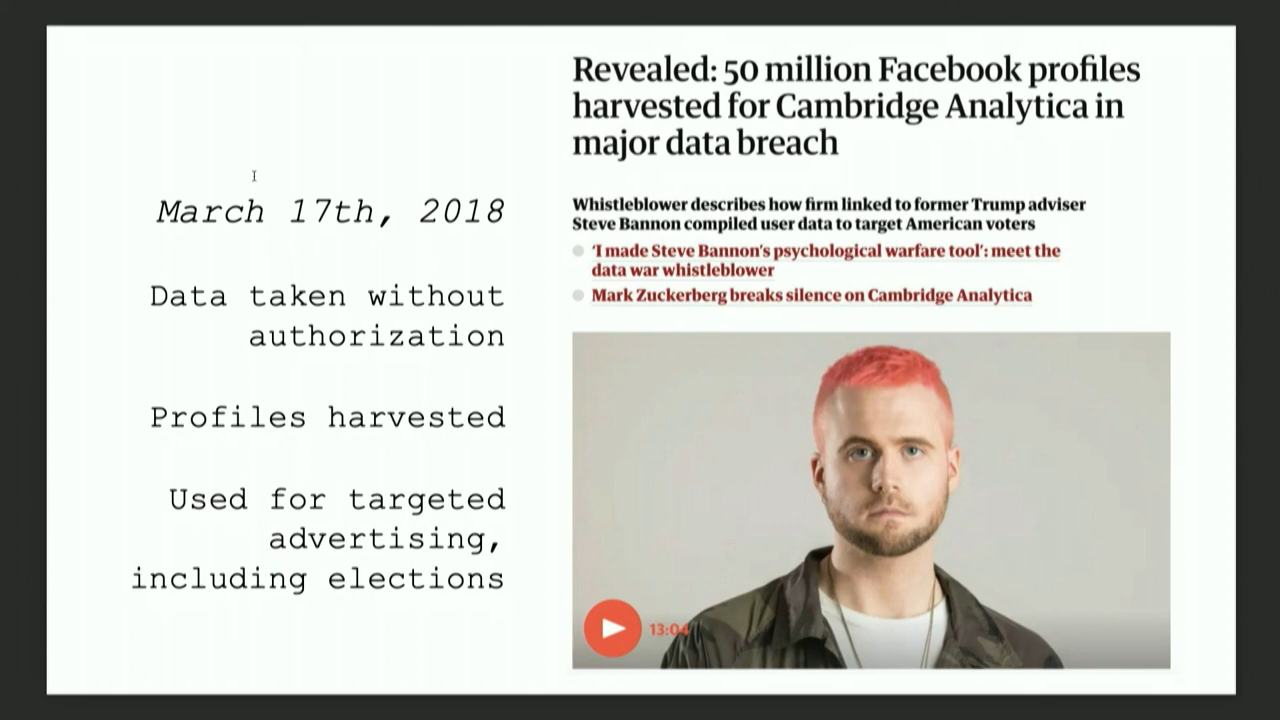 March 17th, 2018
Data taken without
authorization
Profiles harvested
Used for targeted
advertising,
including elections
Revealed: 50 million Facebook profiles
harvested for Cambridge Analytica in
major data breach
Whistleblower describes how firm linked to former Trump adviser
Steve Bannon compiled user data to target American voters
‘I made Steve Bannon’s psychological warfare tool’: meet the
data war whistleblower
Mark Zuckerberg breaks silence on Cambridge Analytica
13:04